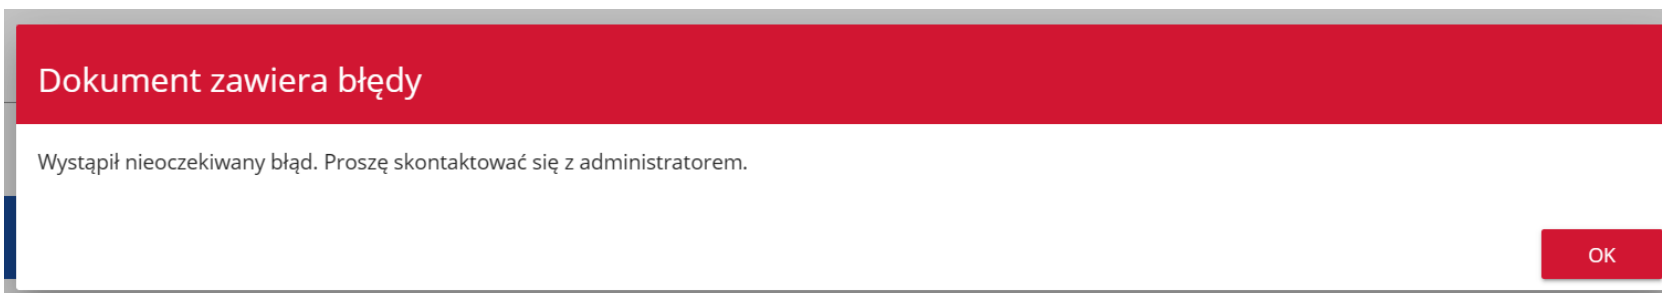 Dokument zawiera błędy
Wystąpił nieoczekiwany błąd. Proszę skontaktować się z administratorem.
OK